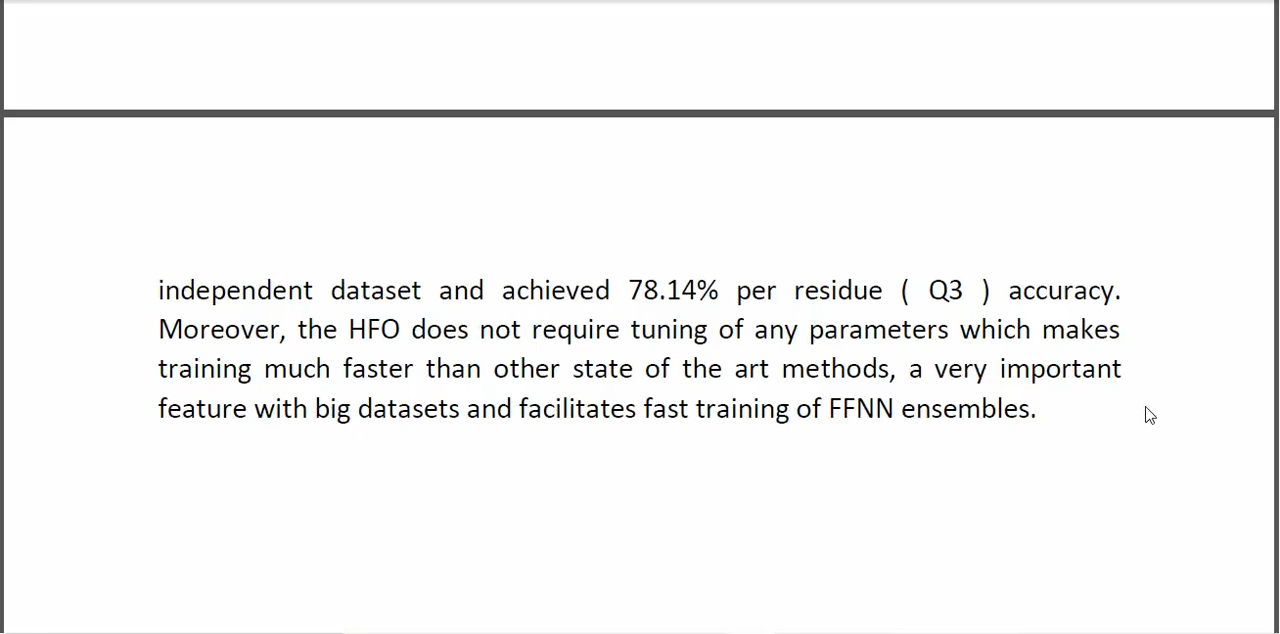 independent dataset and achieved 78.14% per residue ( Q3 ) accuracy.
Moreover, the HFO does not require tuning of any parameters which makes
training much faster than other state of the art methods, a very important
feature with big datasets and facilitates fast training of FFNN ensembles.